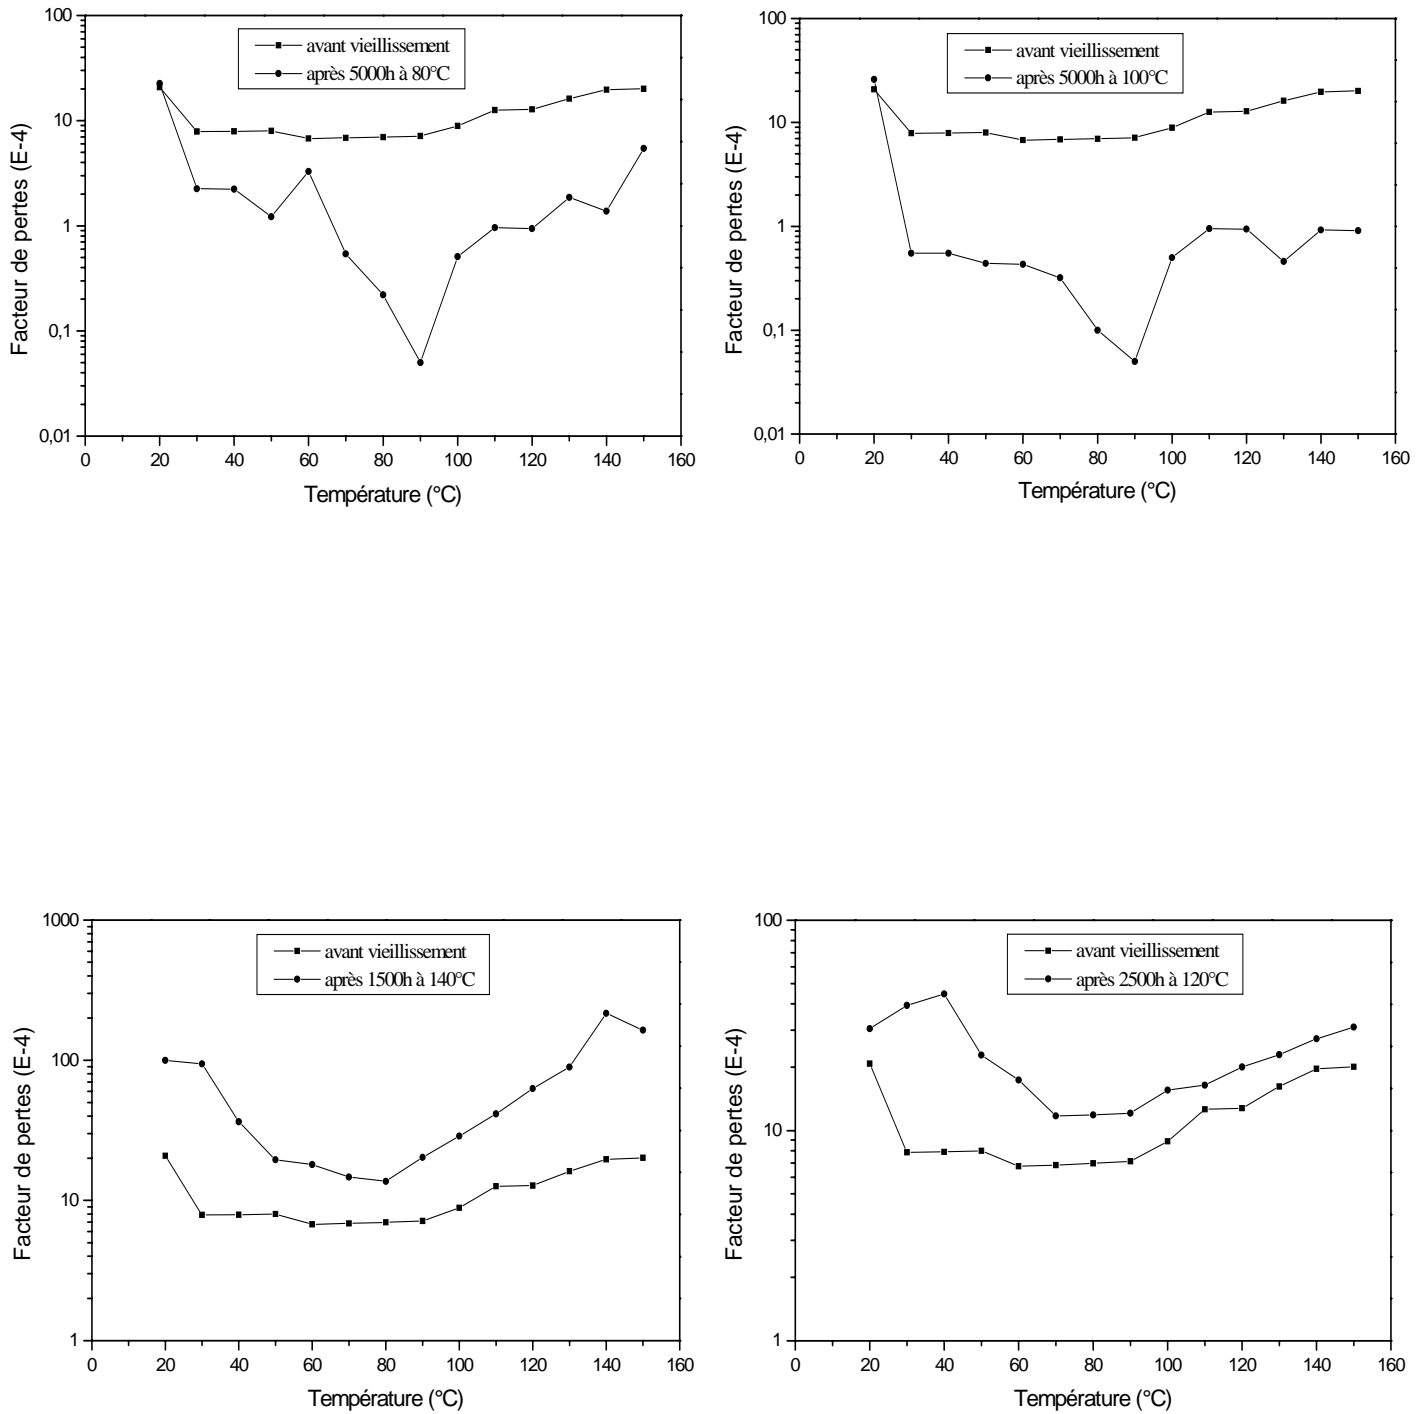 avant vieillissement
après 5000h à 80°C
Facteur de pertes (E-4)
100
10
1
0,1
0,01
0 20 40 60 80 100 120 140 160
Température (°C)
avant vieillissement
après 5000h à 100°C
Facteur de pertes (E-4)
100
10
1
0,1
0,01
0 20 40 60 80 100 120 140 160
Température (°C)
avant vieillissement
après 1500h à 140°C
Facteur de pertes (E-4)
1000
100
10
1
0 20 40 60 80 100 120 140 160
Température (°C)
avant vieillissement
après 2500h à 120°C
Facteur de pertes (E-4)
100
10
1
0 20 40 60 80 100 120 140 160
Température (°C)